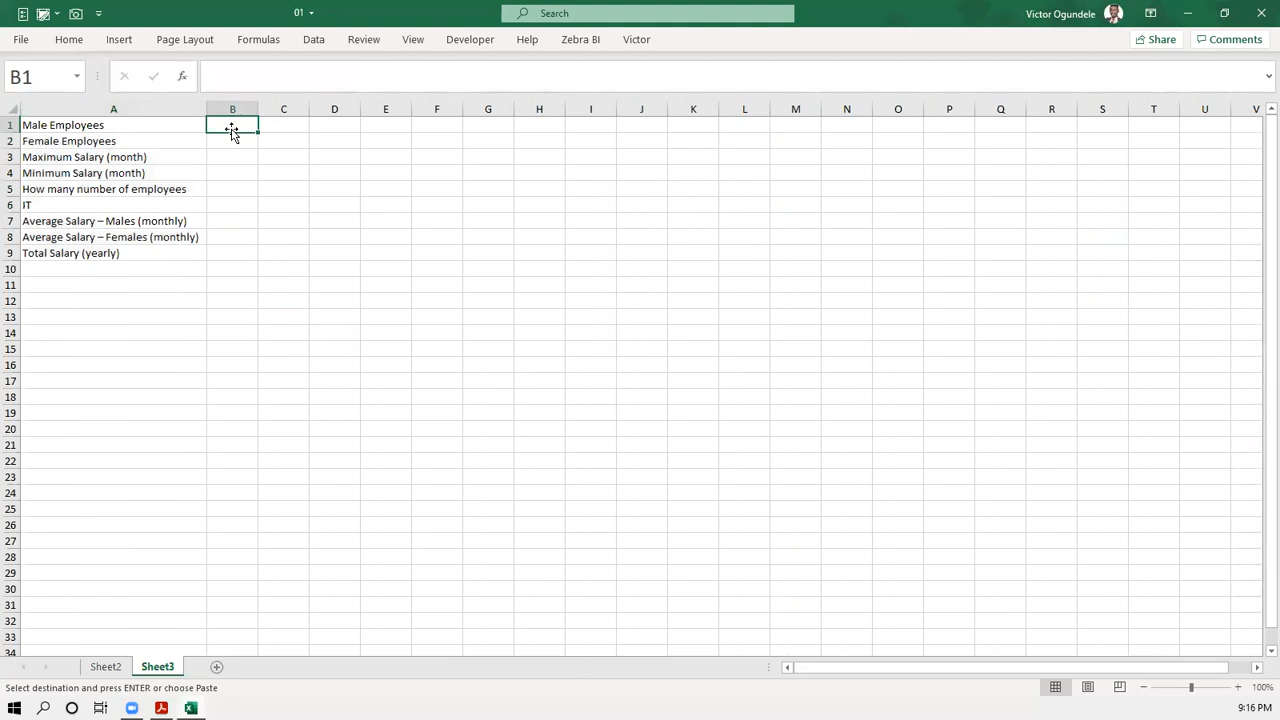 01
Search
Victor Ogundele
File Home Insert Page Layout Formulas Data Review View Developer Help Zebra BI Victor
Share Comments
B1
fx
A B C D E F G H I J K L M N O P Q R S T U V
1 Male Employees
2 Female Employees
3 Maximum Salary (month)
4 Minimum Salary (month)
5 How many number of employees
6 IT
7 Average Salary – Males (monthly)
8 Average Salary – Females (monthly)
9 Total Salary (yearly)
10
11
12
13
14
15
16
17
18
19
20
21
22
23
24
25
26
27
28
29
30
31
32
33
34
Sheet2 Sheet3
Select destination and press ENTER or choose Paste
100%
9:16 PM